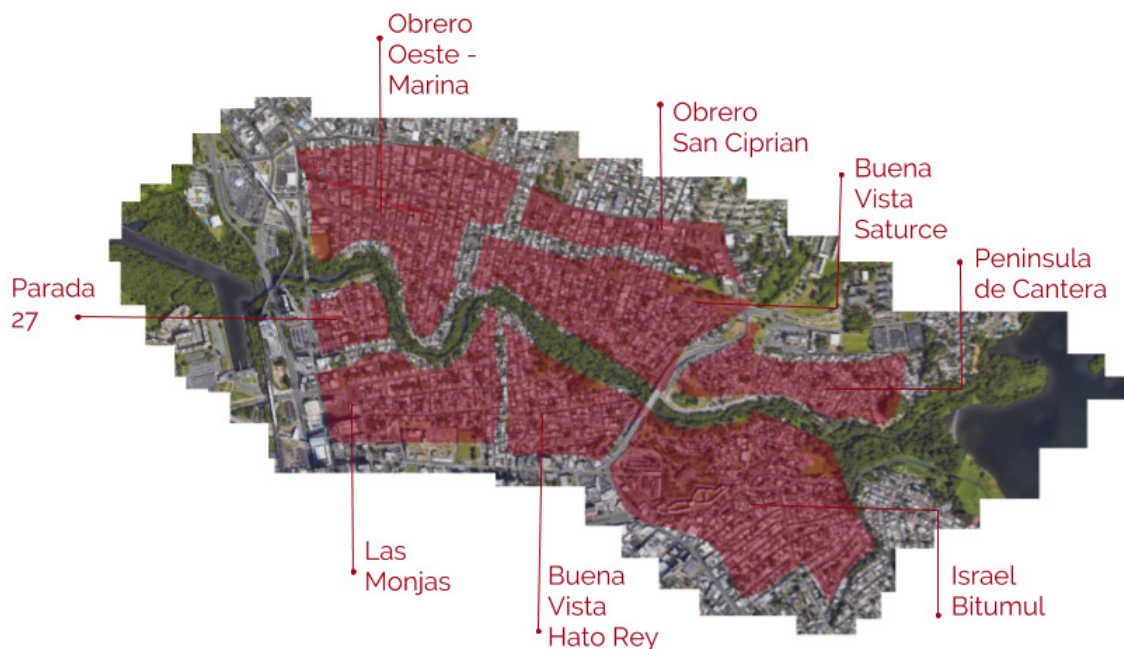 Obrero
Oeste -
Marina
Obrero
San Ciprian
Buena
Vista
Saturce
Peninsula
de Cantera
Parada
27
Las
Monjas
Buena
Vista
Hato Rey
Israel
Bitumul